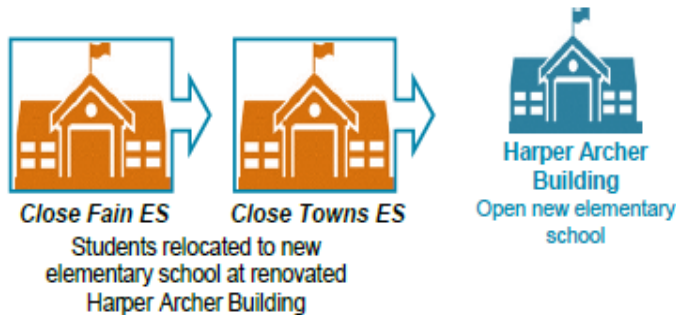 Close Fain ES
Close Towns ES
Students relocated to new
elementary school at renovated
Harper Archer Building
Harper Archer
Building
Open new elementary
school